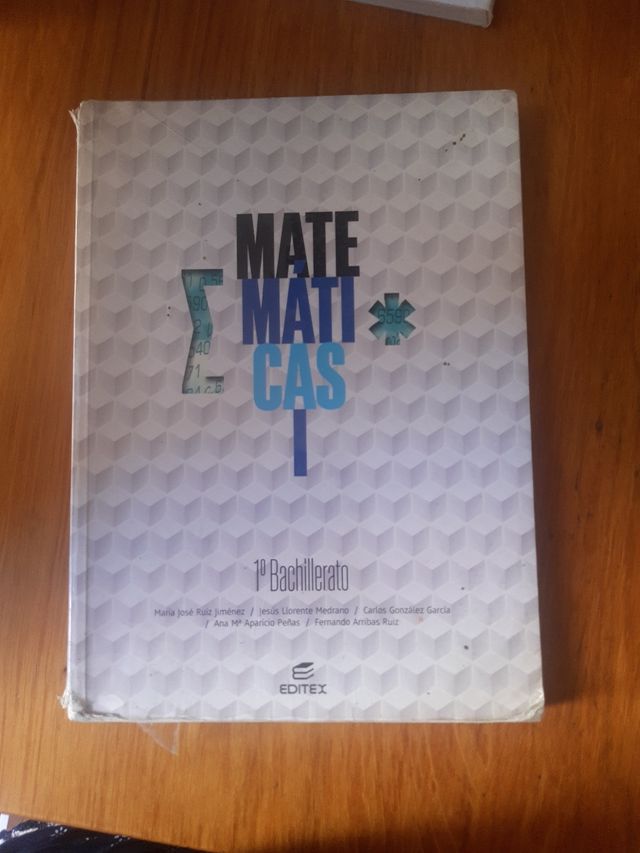 MATE
MÁTI
CAS
I
1º Bachillerato
María José Ruiz Jiménez / Jesús Llorente Medrano / Carlos González García
/ Ana Mª Aparicio Peñas / Fernando Arribas Ruiz
EDITEX